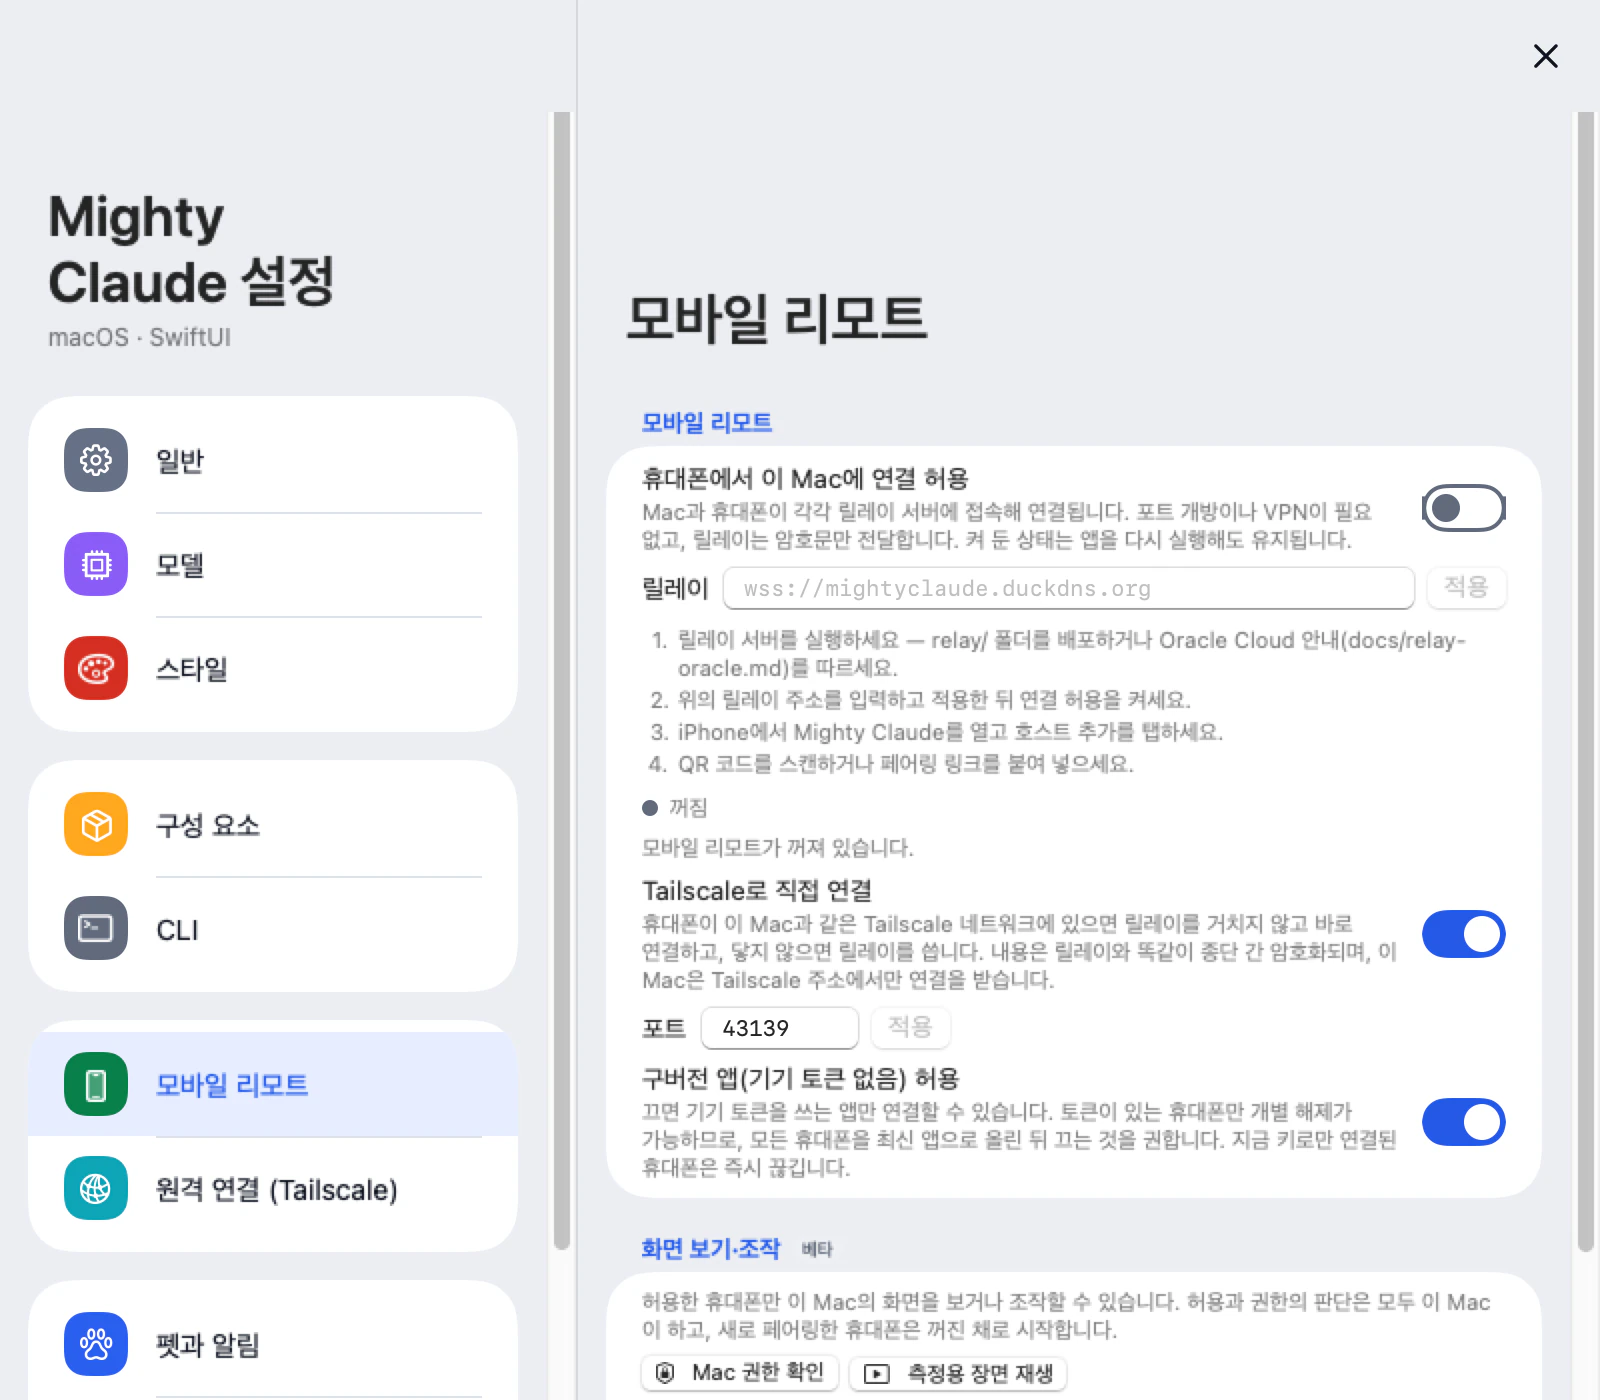 Mighty
Claude 설정
macOS · SwiftUI
일반
모델
스타일
구성 요소
CLI
모바일 리모트
원격 연결 (Tailscale)
펫과 알림
모바일 리모트
모바일 리모트
휴대폰에서 이 Mac에 연결 허용
Mac과 휴대폰이 각각 릴레이 서버에 접속해 연결됩니다. 포트 개방이나 VPN이 필요
없고, 릴레이는 암호문만 전달합니다. 켜 둔 상태는 앱을 다시 실행해도 유지됩니다.
릴레이 wss://mightyclaude.duckdns.org 적용
1. 릴레이 서버를 실행하세요 — relay/ 폴더를 배포하거나 Oracle Cloud 안내(docs/relay-
oracle.md)를 따르세요.
2. 위의 릴레이 주소를 입력하고 적용한 뒤 연결 허용을 켜세요.
3. iPhone에서 Mighty Claude를 열고 호스트 추가를 탭하세요.
4. QR 코드를 스캔하거나 페어링 링크를 붙여 넣으세요.
꺼짐
모바일 리모트가 꺼져 있습니다.
Tailscale로 직접 연결
휴대폰이 이 Mac과 같은 Tailscale 네트워크에 있으면 릴레이를 거치지 않고 바로
연결하고, 닿지 않으면 릴레이를 씁니다. 내용은 릴레이와 똑같이 종단 간 암호화되며, 이
Mac은 Tailscale 주소에서만 연결을 받습니다.
포트 43139 적용
구버전 앱(기기 토큰 없음) 허용
끄면 기기 토큰을 쓰는 앱만 연결할 수 있습니다. 토큰이 있는 휴대폰만 개별 해제가
가능하므로, 모든 휴대폰을 최신 앱으로 올린 뒤 끄는 것을 권합니다. 지금 키로만 연결된
휴대폰은 즉시 끊깁니다.
화면 보기·조작 베타
허용한 휴대폰만 이 Mac의 화면을 보거나 조작할 수 있습니다. 허용과 권한의 판단은 모두 이 Mac
이 하고, 새로 페어링한 휴대폰은 꺼진 채로 시작합니다.
Mac 권한 확인 측정용 장면 재생